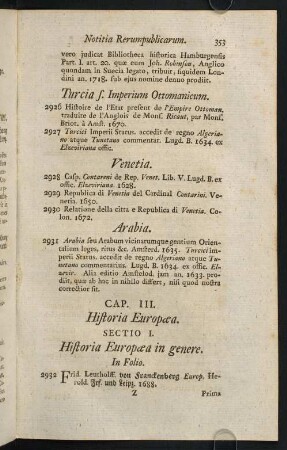 Notitia Rerumpublicarum. 353
vero judicat Bibliotheca historica Hamburgensis
Part. I. art. 20. quæ eum Joh. Robinson, Anglico
quondam in Suecia legato, tribuit, siquidem Lon-
dini an. 1718. sub ejus nomine denuo prodiit.
Turcia s. Imperium Ottomanicum.
2926 Histoire de l'Etat present de l'Empire Ottoman,
traduite de l'Anglois de Mons. Ricaut, par Mons.
Briot. à Amst. 1670.
2927 Turcici Imperii Status. accedit de regno Algeria-
no atque Tunetano commentar. Lugd. B. 1634. ex
Elzeviriana offic.
Venetia.
2928 Casp. Contareni de Rep. Venet. Lib. V. Lugd. B. ex
offic. Elzeviriana. 1628.
2929 Republica di Venetia del Cardinal Contarini. Ve-
netiis. 1650.
2930 Relatione della citta e Republica di Venetia. Co-
lon. 1672.
Arabia.
2931 Arabia seu Arabum vicinarumque gentium Orien-
talium leges, ritus &c. Amsterd. 1635. Turcici im-
perii Status. accedit de regno Algeriano atque Tu-
netano commentarius. Lugd. B 1634. ex offic. El-
zevir. Alia editio Amstelod. jam an. 1633. pro-
diit, quæ ab hoc in nihilo differt, nisi quod nostra
correctior sit.
CAP. III.
Historia Europæa.
SECTIO I.
Historia Europæa in genere.
In Folio.
2932 Frid. Leutholff. von Franckenberg Europ. He-
rold. Jef. und Leipz. 1688.
Z Prima